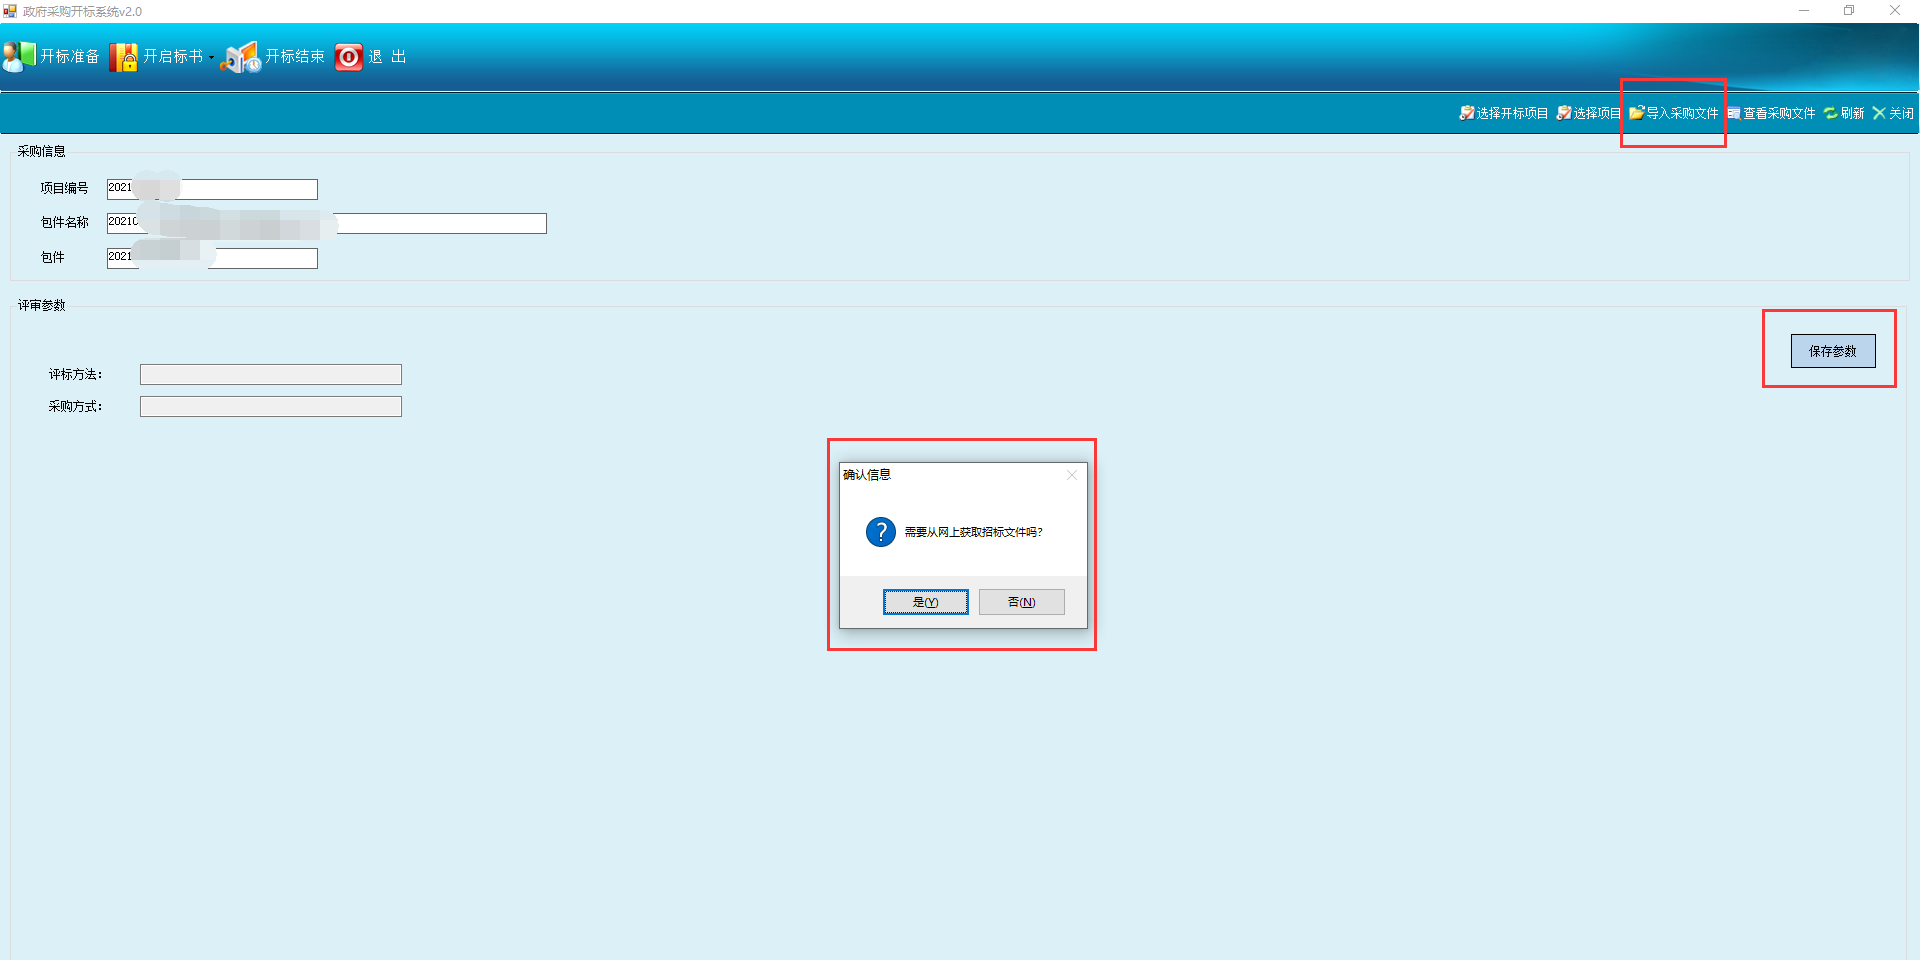 政府采购开标系统v2.0
开标准备 开启标书 开标结束 退 出
选择开标项目 选择项目 导入采购文件 查看采购文件 刷新 关闭
采购信息
项目编号 2021
包件名称 2021
包件 2021
评审参数
保存参数
评标方法：
采购方式：
确认信息
需要从网上获取招标文件吗?
是(Y) 否(N)